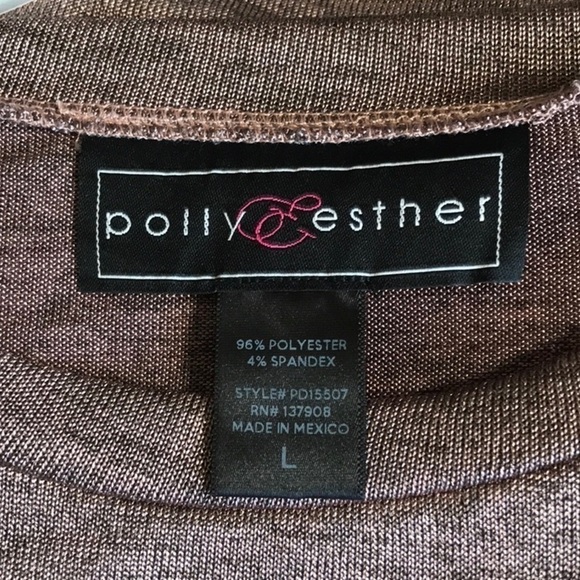 polly & esther
96% POLYESTER
4% SPANDEX
STYLE# PD15507
RN# 137908
MADE IN MEXICO
L